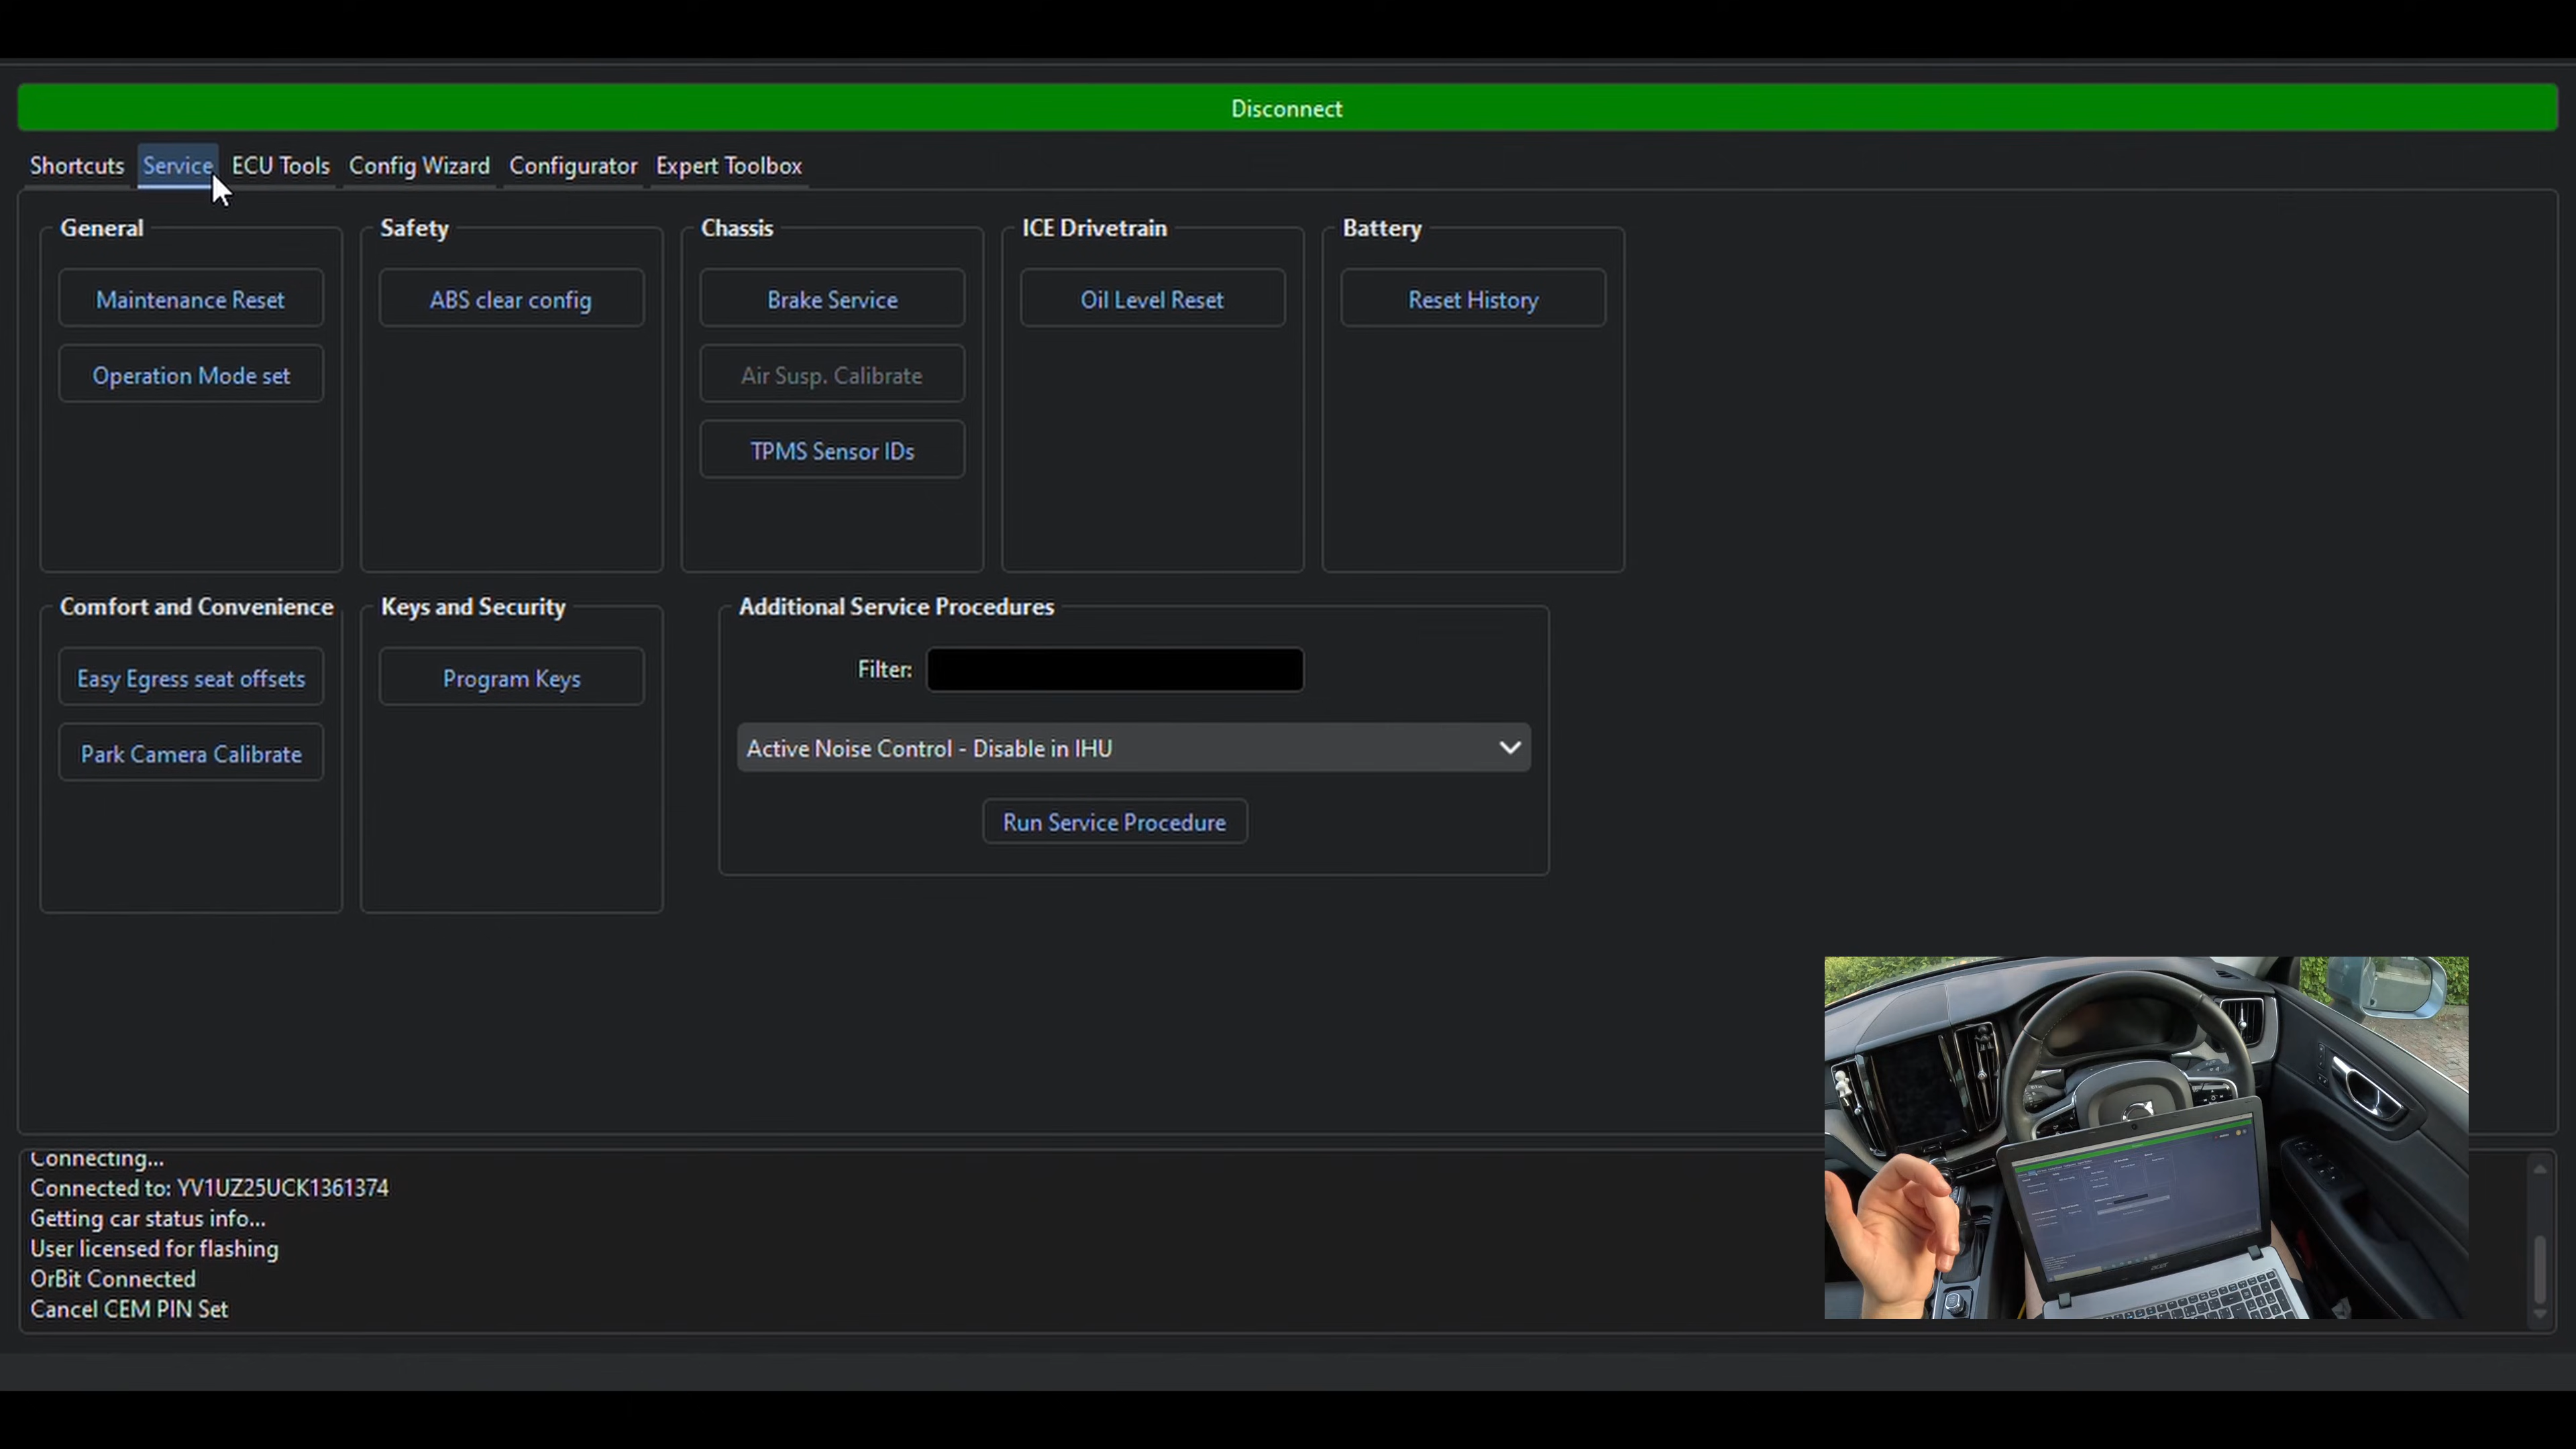 Disconnect
Shortcuts Service ECU Tools Config Wizard Configurator Expert Toolbox
General
Maintenance Reset
Operation Mode set
Safety
ABS clear config
Chassis
Brake Service
Air Susp. Calibrate
TPMS Sensor IDs
ICE Drivetrain
Oil Level Reset
Battery
Reset History
Comfort and Convenience
Easy Egress seat offsets
Park Camera Calibrate
Keys and Security
Program Keys
Additional Service Procedures
Filter:
Active Noise Control - Disable in IHU
Run Service Procedure
Connecting...
Connected to: YV1UZ25UCK1361374
Getting car status info...
User licensed for flashing
OrBit Connected
Cancel CEM PIN Set
acer